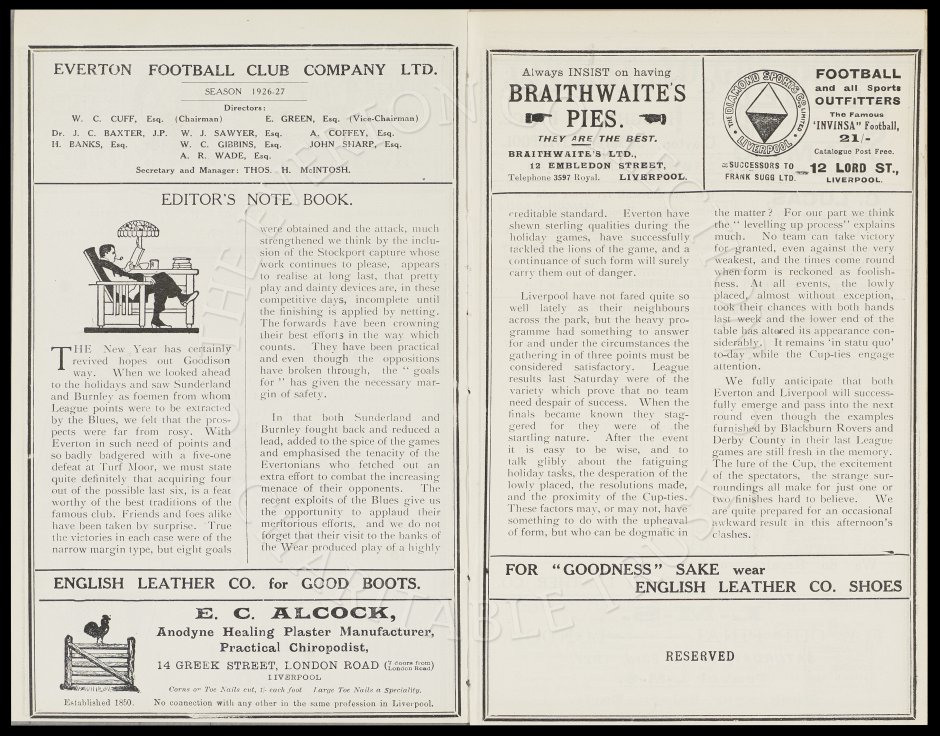 EVERTON FOOTBALL CLUB COMPANY LTD.
SEASON 1926-27
Directors:
W. C. CUFF, Esq. (Chairman) E. GREEN, Esq. (Vice-Chairman)
Dr. J. C. BAXTER, J.P. W. J. SAWYER, Esq. A. COFFEY, Esq.
H. BANKS, Esq. W. C. GIBBINS, Esq. JOHN SHARP, Esq.
A. R. WADE, Esq.
Secretary and Manager: THOS. H. McINTOSH.
EDITOR'S NOTE BOOK.
THE New Year has certainly
revived hopes out Goodison
way. When we looked ahead
to the holidays and saw Sunderland
and Burnley as foemen from whom
League points were to be extracted
by the Blues, we felt that the pros-
pects were far from rosy. With
Everton in such need of points and
so badly badgered with a five-one
defeat at Turf Moor, we must state
quite definitely that acquiring four
out of the possible last six, is a feat
worthy of the best traditions of the
famous club. Friends and foes alike
have been taken by surprise. True
the victories in each case were of the
narrow margin type, but eight goals
were obtained and the attack, much
strengthened we think by the inclu-
sion of the Stockport capture whose
work continues to please, appears
to realise at long last, that pretty
play and dainty devices are, in these
competitive days, incomplete until
the finishing is applied by netting.
The forwards have been crowning
their best efforts in the way which
counts. They have been practical
and even though the oppositions
have broken through, the " goals
for " has given the necessary mar-
gin of safety.
In that both Sunderland and
Burnley fought back and reduced a
lead, added to the spice of the games
and emphasised the tenacity of the
Evertonians who fetched out an
extra effort to combat the increasing
menace of their opponents. The
recent exploits of the Blues give us
the opportunity to applaud their
meritorious efforts, and we do not
forget that their visit to the banks of
the Wear produced play of a highly
ENGLISH LEATHER CO. for GOOD BOOTS.
E. C. ALCOCK,
Anodyne Healing Plaster Manufacturer,
Practical Chiropodist,
14 GREEK STREET, LONDON ROAD (7 doors from London Road)
LIVERPOOL
Corns or Toe Nails cut, 1/- each foot Large Toe Nails a Speciality.
Established 1850. No connection with any other in the same profession in Liverpool.
Always INSIST on having
BRAITHWAITE'S
PIES.
THEY ARE THE BEST.
BRAITHWAITE'S LTD.,
12 EMBLEDON STREET,
Telephone 3597 Royal. LIVERPOOL.
THE DIAMOND SPORTS CO. LIMITED.
LIVERPOOL
SUCCESSORS TO
FRANK SUGG LTD.
FOOTBALL
and all Sports
OUTFITTERS
The Famous
"INVINSA" Football,
21/-
Catalogue Post Free.
12 LORD ST.,
LIVERPOOL.
creditable standard. Everton have
shewn sterling qualities during the
holiday games, have successfully
tackled the lions of the game, and a
continuance of such form will surely
carry them out of danger.
Liverpool have not fared quite so
well lately as their neighbours
across the park, but the heavy pro-
gramme had something to answer
for and under the circumstances the
gathering in of three points must be
considered satisfactory. League
results last Saturday were of the
variety which prove that no team
need despair of success. When the
finals became known they stag-
gered for they were of the
startling nature. After the event
it is easy to be wise, and to
talk glibly about the fatiguing
holiday tasks, the desperation of the
lowly placed, the resolutions made,
and the proximity of the Cup-ties.
These factors may, or may not, have
something to do with the upheaval
of form, but who can be dogmatic in
the matter? For our part we think
the " levelling up process" explains
much. No team can take victory
for granted, even against the very
weakest, and the times come round
when form is reckoned as foolish-
ness. At all events, the lowly
placed, almost without exception,
took their chances with both hands
last week and the lower end of the
table has altered its appearance con-
siderably. It remains 'in statu quo'
to-day while the Cup-ties engage
attention.
We fully anticipate that both
Everton and Liverpool will success-
fully emerge and pass into the next
round even though the examples
furnished by Blackburn Rovers and
Derby County in their last League
games are still fresh in the memory.
The lure of the Cup, the excitement
of the spectators, the strange sur-
roundings all make for just one or
two finishes hard to believe. We
are quite prepared for an occasional
awkward result in this afternoon's
clashes.
FOR "GOODNESS" SAKE wear
ENGLISH LEATHER CO. SHOES
RESERVED